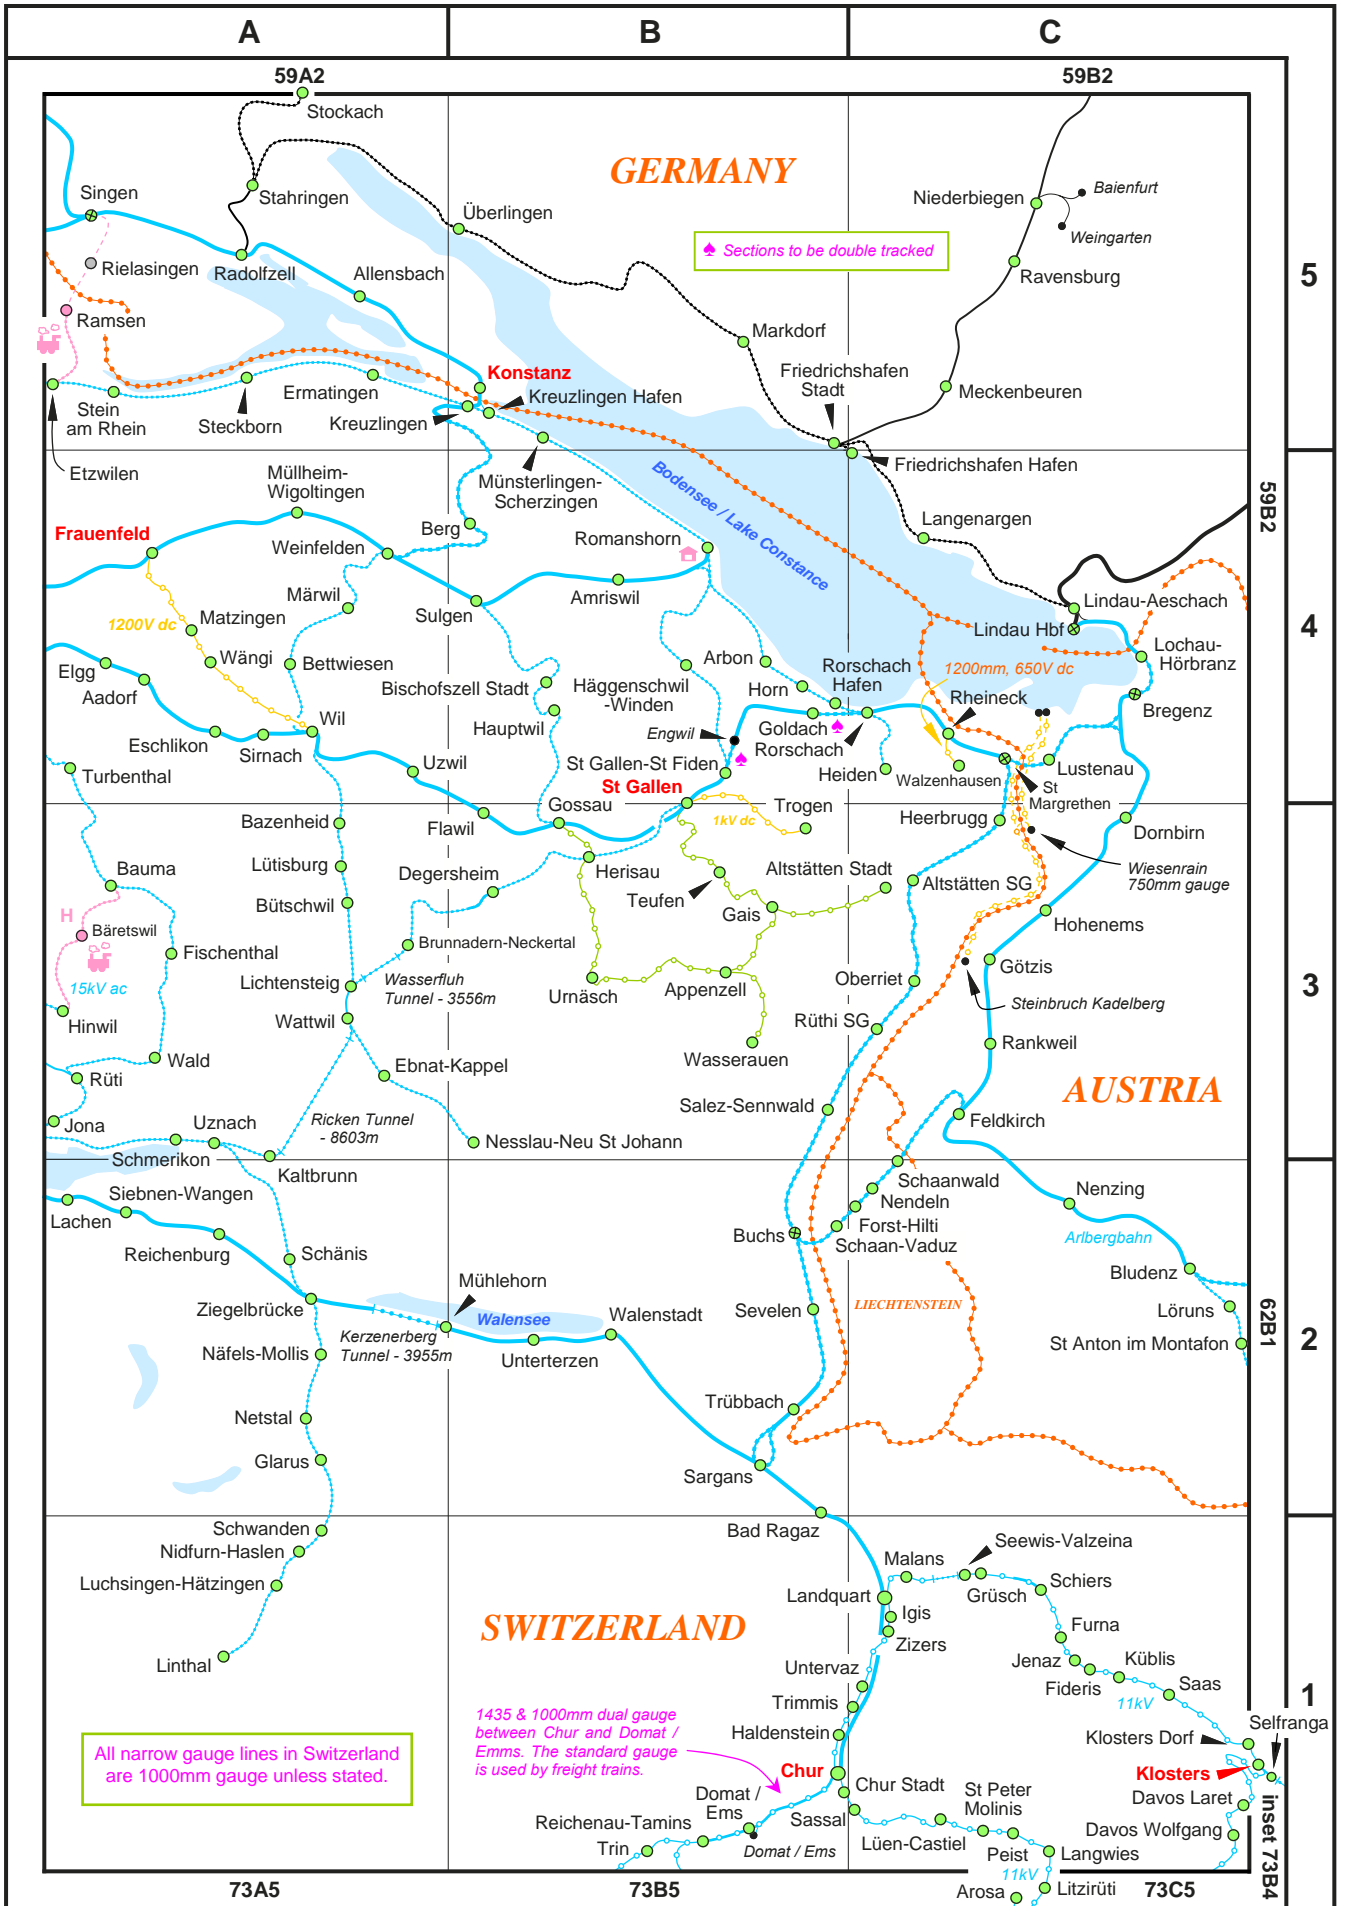 A
B
C
59A2
59B2
Stockach
GERMANY
Singen
Stahringen
Überlingen
Niederbiegen
Baienfurt
Weingarten
♠ Sections to be double tracked
Rielasingen
Radolfzell
Allensbach
Ravensburg
5
Ramsen
Markdorf
Friedrichshafen
Stadt
Meckenbeuren
Konstanz
Kreuzlingen Hafen
Ermatingen
Stein
am Rhein
Steckborn
Kreuzlingen
Etzwilen
Müllheim-
Wigoltingen
Münsterlingen-
Scherzingen
Bodensee / Lake Constance
Friedrichshafen Hafen
59B2
Frauenfeld
Weinfelden
Berg
Romanshorn
Langenargen
Märwil
Sulgen
Amriswil
Lindau-Aeschach
1200V dc
Matzingen
Lindau Hbf
4
Lochau-
Hörbranz
Wängi
Bettwiesen
Elgg
Aadorf
Bischofszell Stadt
Häggenschwil
-Winden
Arbon
Rorschach
Hafen
1200mm, 650V dc
Horn
Rheineck
Bregenz
Hauptwil
Engwil
Goldach
Rorschach
Wil
Eschlikon
Sirnach
Uzwil
St Gallen-St Fiden
Heiden
Walzenhausen
Lustenau
Turbenthal
St Gallen
St
Margrethen
Gossau
Trogen
Flawil
1kV dc
Heerbrugg
Dornbirn
Bazenheid
Lütisburg
Degersheim
Herisau
Altstätten Stadt
Altstätten SG
Wiesenrain
750mm gauge
Bauma
Teufen
Bütschwil
Gais
Hohenems
H
Bäretswil
Brunnadern-Neckertal
Fischenthal
Götzis
15kV ac
Lichtensteig
Wasserfluh
Tunnel - 3556m
Urnäsch
Appenzell
Oberriet
3
Steinbruch Kadelberg
Hinwil
Wattwil
Rüthi SG
Wald
Wasserauen
Rankweil
Rüti
Ebnat-Kappel
AUSTRIA
Jona
Uznach
Ricken Tunnel
- 8603m
Salez-Sennwald
Feldkirch
Schmerikon
Nesslau-Neu St Johann
Kaltbrunn
Siebnen-Wangen
Schaanwald
Nendeln
Nenzing
Lachen
Forst-Hilti
Schaan-Vaduz
Reichenburg
Buchs
Arlbergbahn
Schänis
Bludenz
Mühlehorn
Ziegelbrücke
Walensee
Walenstadt
Sevelen
LIECHTENSTEIN
Löruns
62B1
Kerzenerberg
Tunnel - 3955m
2
Näfels-Mollis
Unterterzen
St Anton im Montafon
Netstal
Trübbach
Glarus
Sargans
Schwanden
Bad Ragaz
Nidfurn-Haslen
Malans
Seewis-Valzeina
Luchsingen-Hätzingen
Landquart
Grüsch
Schiers
SWITZERLAND
Igis
Zizers
Furna
Linthal
Untervaz
Jenaz
Fideris
Küblis
Saas
1
11kV
Trimmis
1435 & 1000mm dual gauge
between Chur and Domat /
Emms. The standard gauge
is used by freight trains.
Haldenstein
Klosters Dorf
Selfranga
All narrow gauge lines in Switzerland
are 1000mm gauge unless stated.
Chur
Klosters
Domat /
Ems
Chur Stadt
St Peter
Molinis
Davos Laret
Reichenau-Tamins
Sassal
Trin
Domat / Ems
Lüen-Castiel
Peist
Langwies
Davos Wolfgang
inset 73B4
11kV
Arosa
Litzirüti
73A5
73B5
73C5